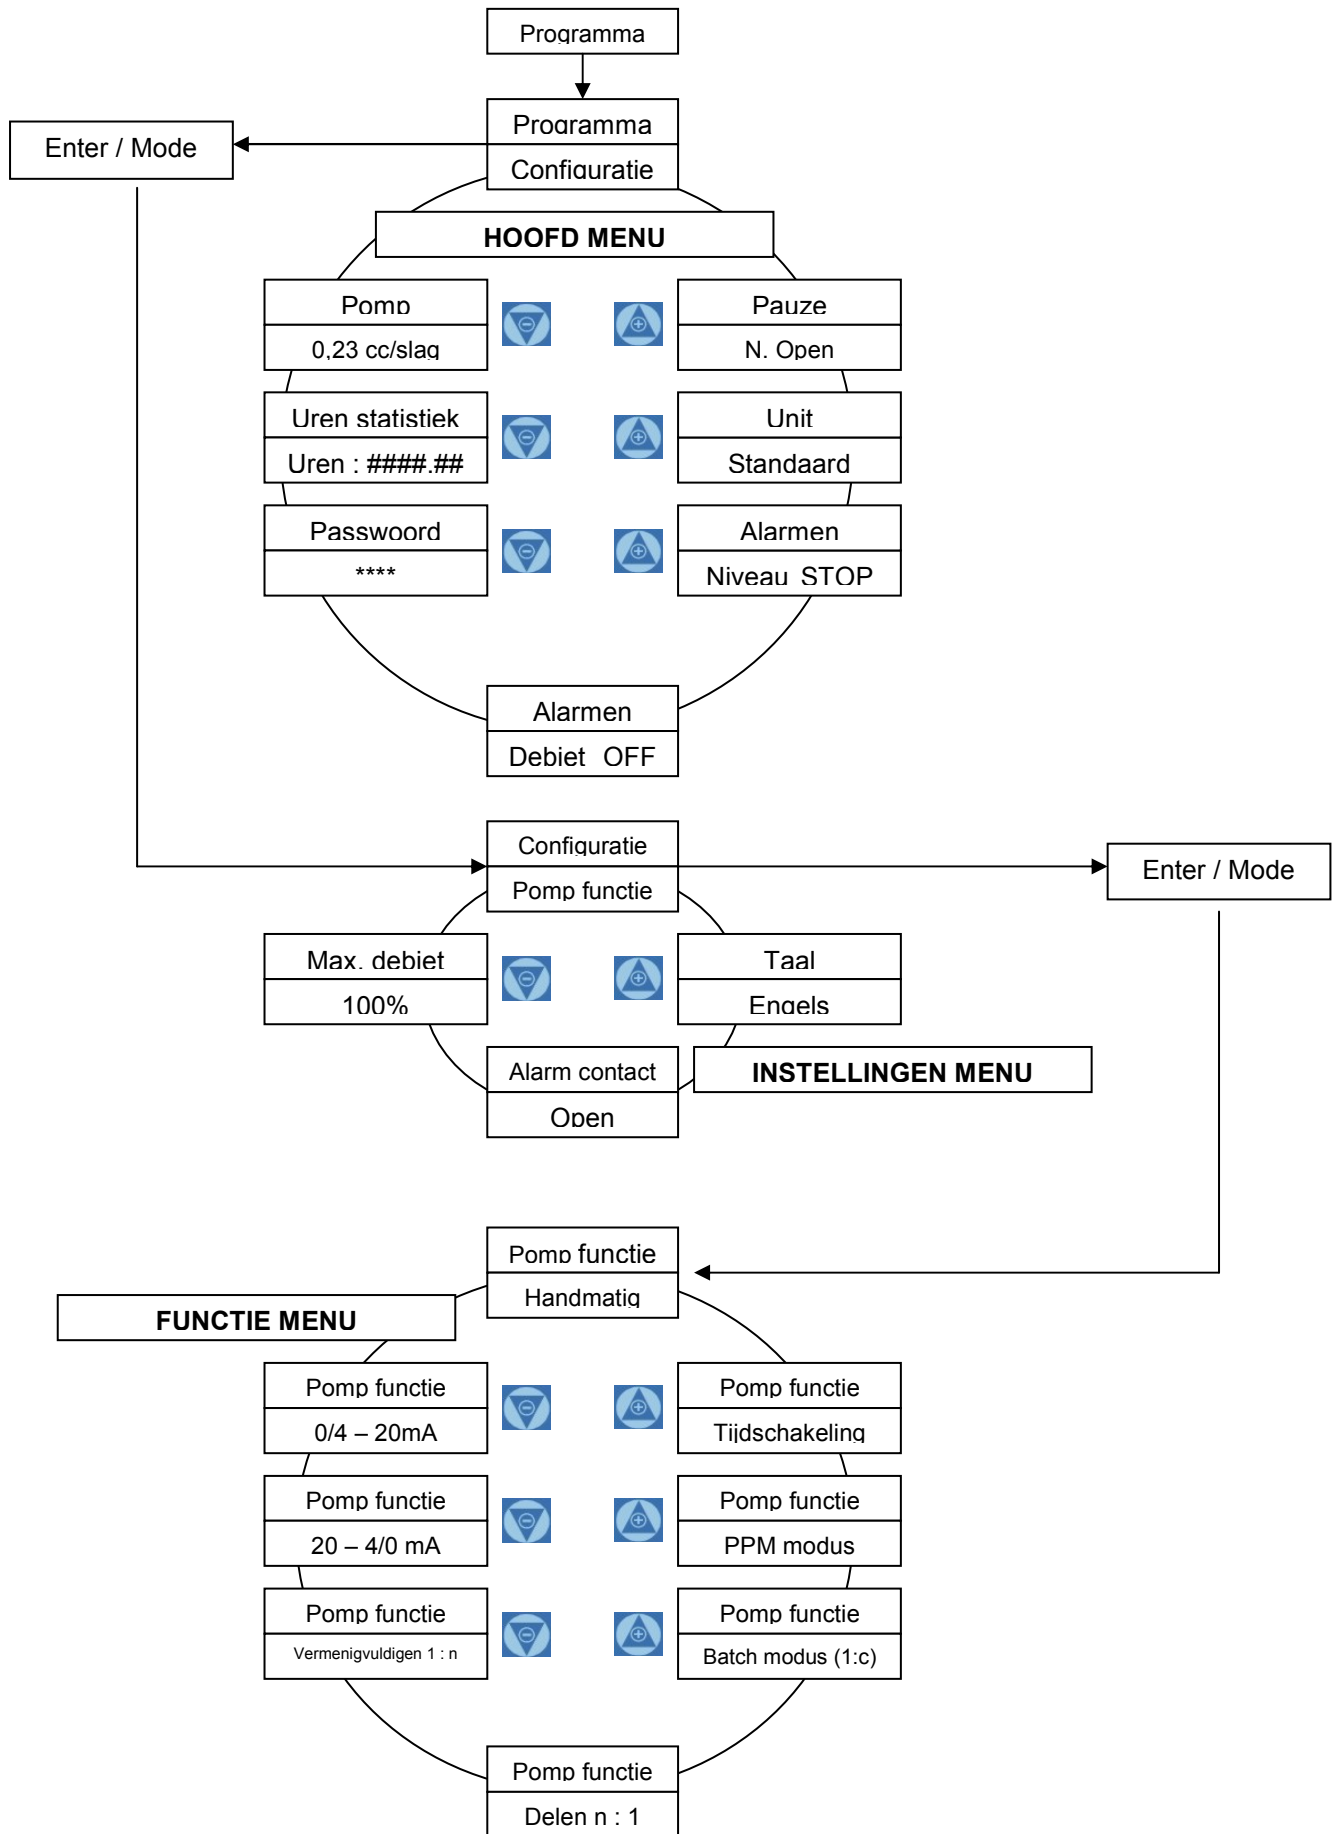 Programma
Programma
Configuratie
Enter / Mode
HOOFD MENU
Pomp
0,23 cc/slag
Pauze
N. Open
Uren statistiek
Uren : ####.##
Unit
Standaard
Passwoord
****
Alarmen
Niveau STOP
Alarmen
Debiet OFF
Configuratie
Pomp functie
Enter / Mode
Max. debiet
100%
Taal
Engels
Alarm contact
Open
INSTELLINGEN MENU
Pomp functie
Handmatig
FUNCTIE MENU
Pomp functie
0/4 – 20mA
Pomp functie
Tijdschakeling
Pomp functie
20 – 4/0 mA
Pomp functie
PPM modus
Pomp functie
Vermenigvuldigen 1 : n
Pomp functie
Batch modus (1:c)
Pomp functie
Delen n : 1